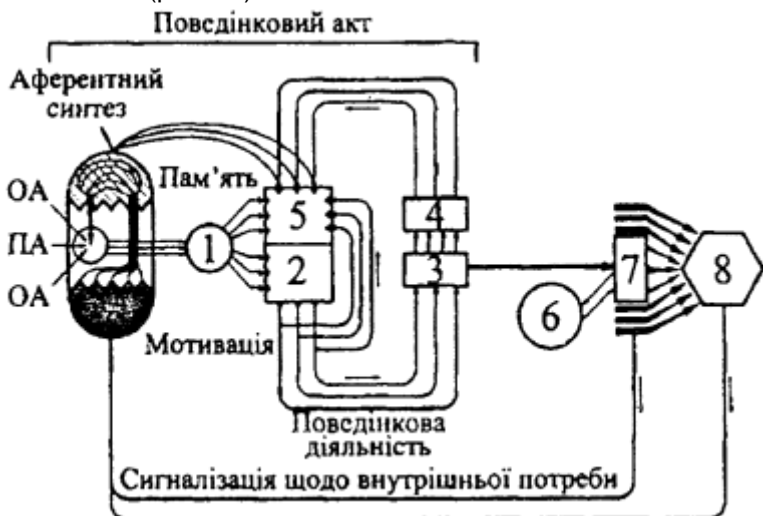 Поведінковий акт
Аферентний
синтез
Пам’ять
ОА
ПА
ОА
1
5
2
4
3
7
8
6
Мотивація
Поведінкова
діяльність
Сигналізація щодо внутрішньої потреби